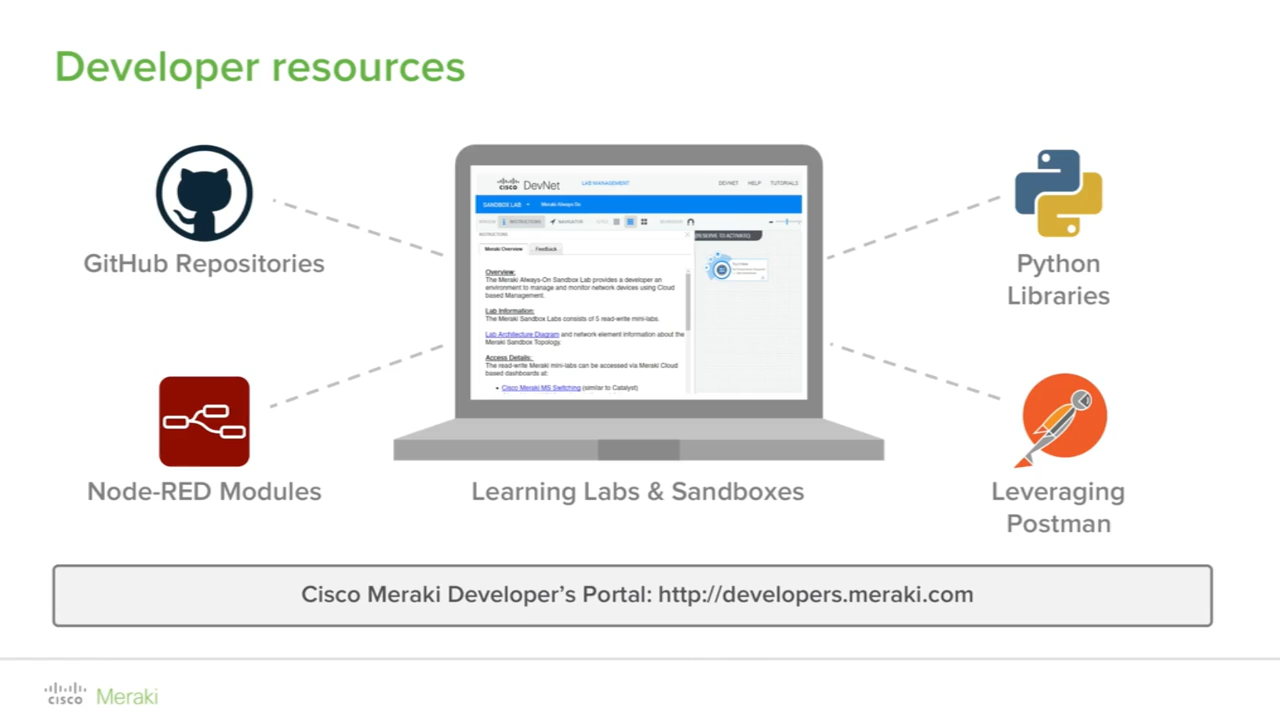 Developer resources
GitHub Repositories
Node-RED Modules
CISCO DevNet
LAB MANAGEMENT
DEVNET HELP TUTORIALS
SANDBOX LAB
Meraki Always On
INSTRUCTIONS
NAVIGATOR
INSTRUCTIONS
Meraki Overview
Feedback
Overview:
The Meraki Always-On Sandbox Lab provides a developer an
environment to manage and monitor network devices using Cloud
based Management.
Lab Information:
The Meraki Sandbox Labs consists of 5 read-write mini-labs.
Lab Architecture Diagram and network element information about the
Meraki Sandbox Topology.
Access Details:
The read-write Meraki mini-labs can be accessed via Meraki Cloud
based dashboards at:
• Cisco Meraki MS Switching (similar to Catalyst)
(RESERVE TO ACTIVATE)
Learning Labs & Sandboxes
Python
Libraries
Leveraging
Postman
Cisco Meraki Developer’s Portal: http://developers.meraki.com
CISCO Meraki